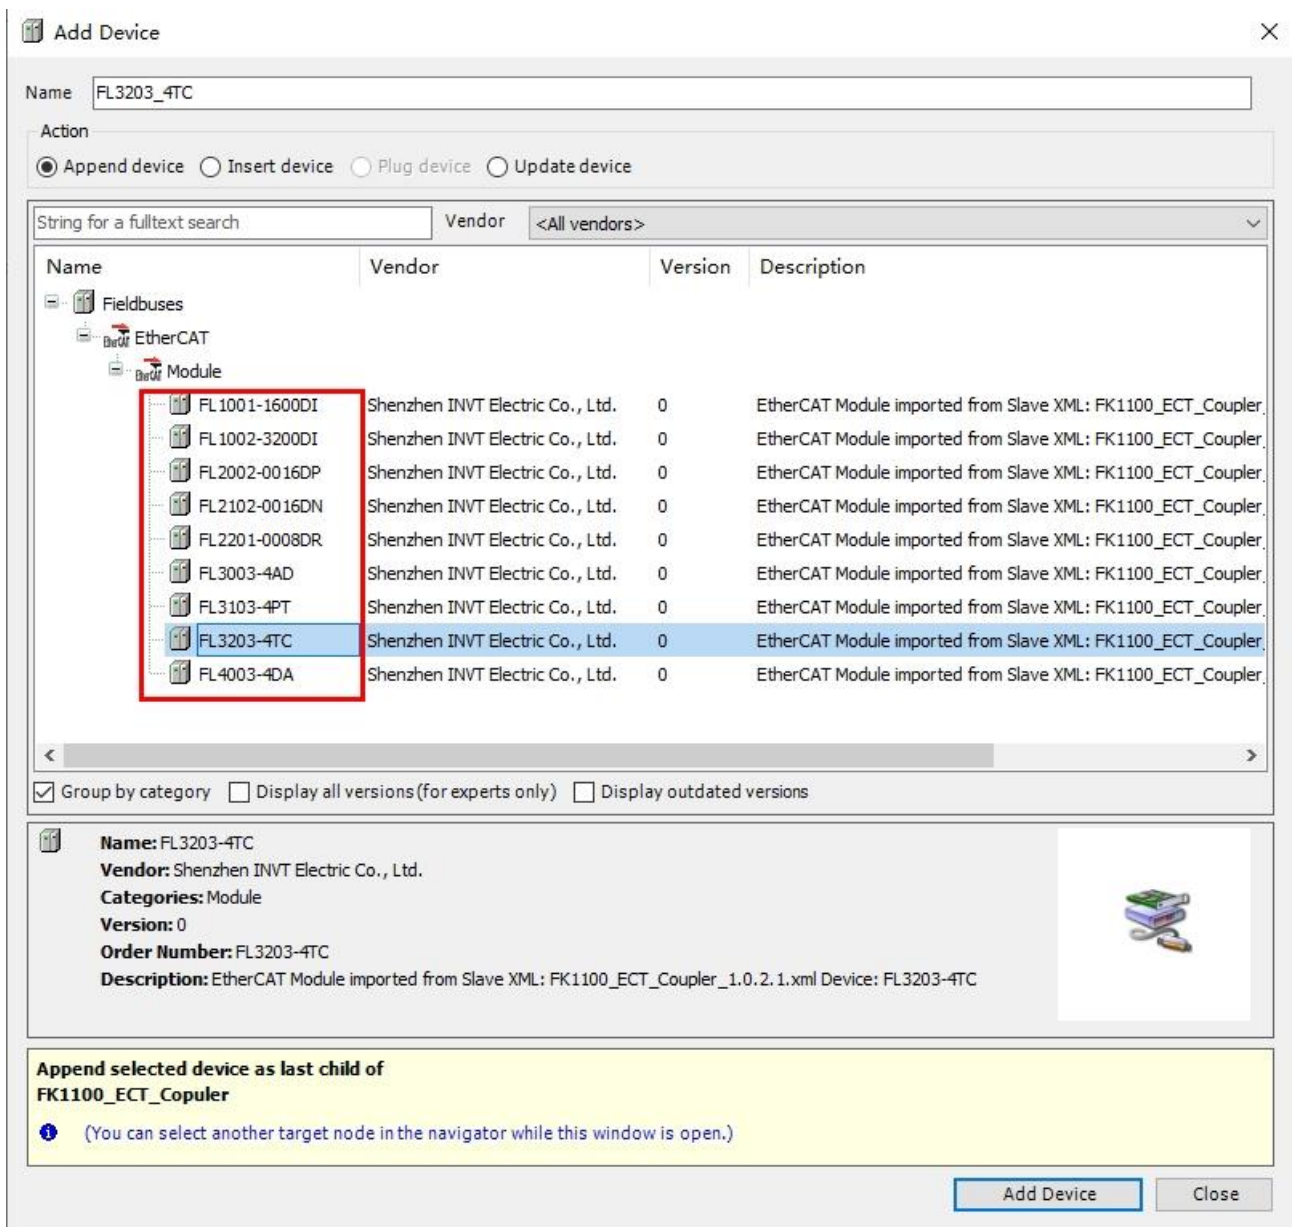 Add Device
Name FL3203_4TC
Action
Append device Insert device Plug device Update device
String for a fulltext search Vendor <All vendors>
Name Vendor Version Description
Fieldbuses
EtherCAT EtherCAT
EtherCAT Module
FL1001-1600DI Shenzhen INVT Electric Co., Ltd. 0 EtherCAT Module imported from Slave XML: FK1100_ECT_Coupler_
FL1002-3200DI Shenzhen INVT Electric Co., Ltd. 0 EtherCAT Module imported from Slave XML: FK1100_ECT_Coupler_
FL2002-0016DP Shenzhen INVT Electric Co., Ltd. 0 EtherCAT Module imported from Slave XML: FK1100_ECT_Coupler_
FL2102-0016DN Shenzhen INVT Electric Co., Ltd. 0 EtherCAT Module imported from Slave XML: FK1100_ECT_Coupler_
FL2201-0008DR Shenzhen INVT Electric Co., Ltd. 0 EtherCAT Module imported from Slave XML: FK1100_ECT_Coupler_
FL3003-4AD Shenzhen INVT Electric Co., Ltd. 0 EtherCAT Module imported from Slave XML: FK1100_ECT_Coupler_
FL3103-4PT Shenzhen INVT Electric Co., Ltd. 0 EtherCAT Module imported from Slave XML: FK1100_ECT_Coupler_
FL3203-4TC Shenzhen INVT Electric Co., Ltd. 0 EtherCAT Module imported from Slave XML: FK1100_ECT_Coupler_
FL4003-4DA Shenzhen INVT Electric Co., Ltd. 0 EtherCAT Module imported from Slave XML: FK1100_ECT_Coupler_
Group by category Display all versions (for experts only) Display outdated versions
Name: FL3203-4TC
Vendor: Shenzhen INVT Electric Co., Ltd.
Categories: Module
Version: 0
Order Number: FL3203-4TC
Description: EtherCAT Module imported from Slave XML: FK1100_ECT_Coupler_1.0.2.1.xml Device: FL3203-4TC
Append selected device as last child of
FK1100_ECT_Copuler
(You can select another target node in the navigator while this window is open.)
Add Device Close